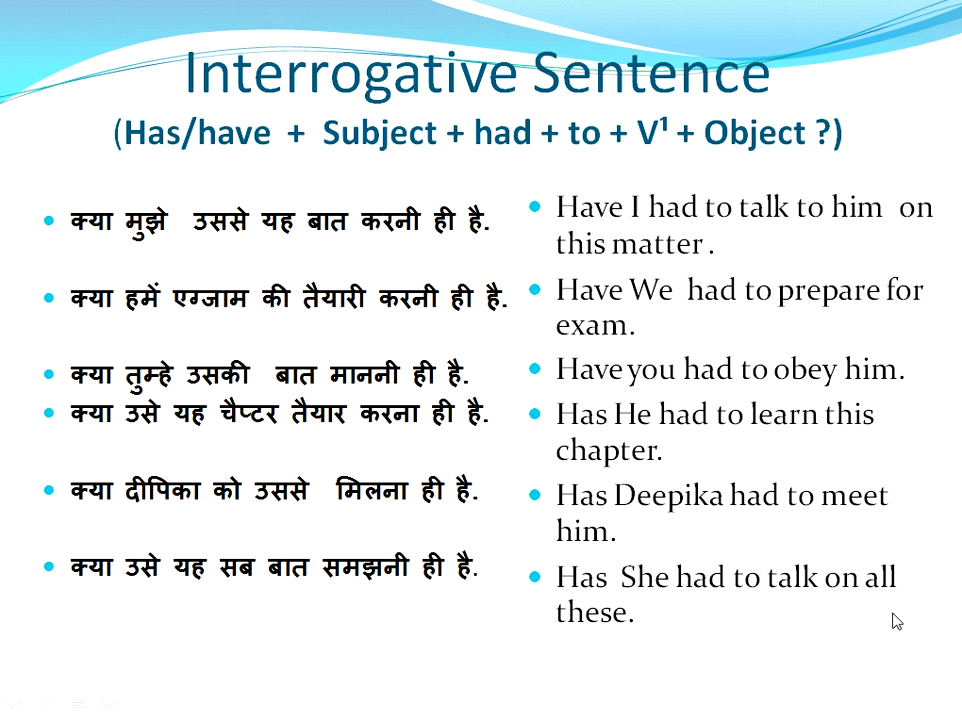 Interrogative Sentence
(Has/have + Subject + had + to + V¹ + Object ?)
क्या मुझे उससे यह बात करनी ही है.
क्या हमें एग्जाम की तैयारी करनी ही है.
क्या तुम्हे उसकी बात माननी ही है.
क्या उसे यह चैप्टर तैयार करना ही है.
क्या दीपिका को उससे मिलना ही है.
क्या उसे यह सब बात समझनी ही है.
Have I had to talk to him on
this matter .
Have We had to prepare for
exam.
Have you had to obey him.
Has He had to learn this
chapter.
Has Deepika had to meet
him.
Has She had to talk on all
these.